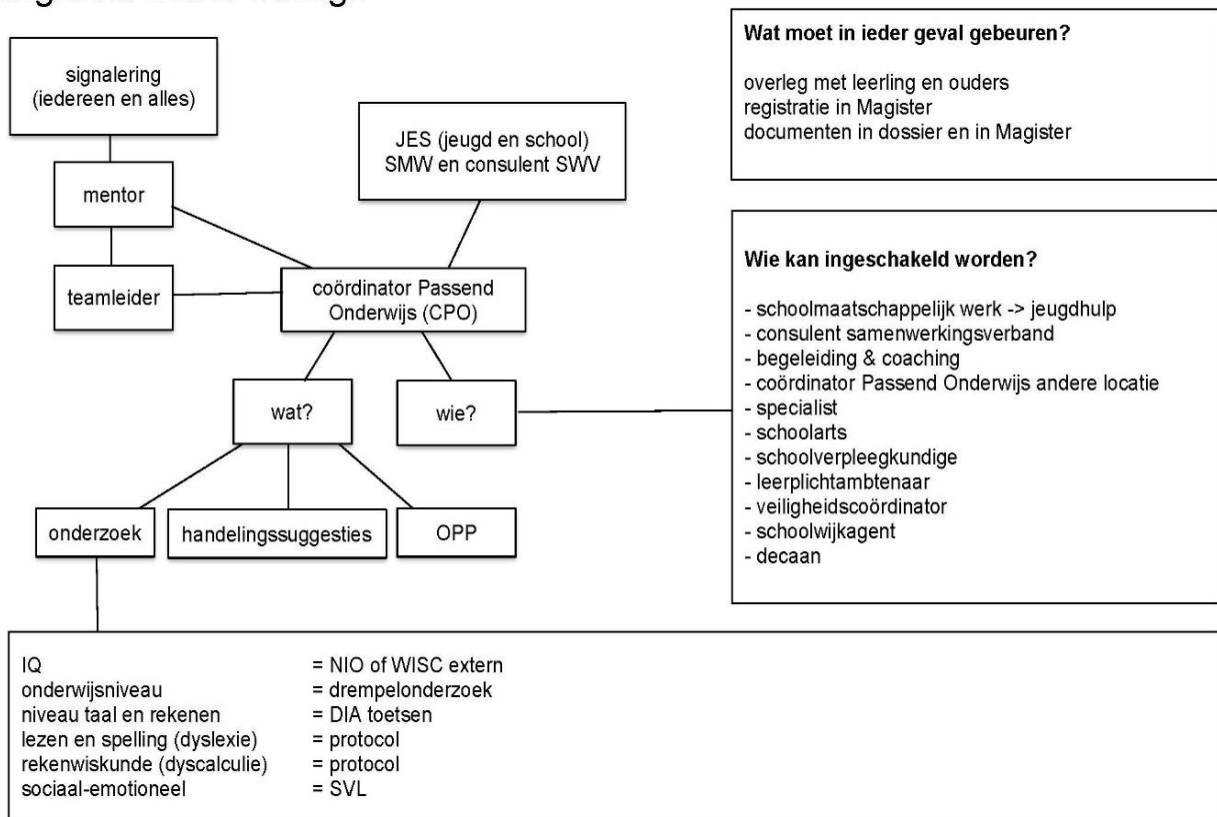 signalering
(iedereen en alles)
mentor
teamleider
JES (jeugd en school)
SMW en consulent SWV
coördinator Passend
Onderwijs (CPO)
wat?
wie?
onderzoek
handelingssuggesties
OPP
Wat moet in ieder geval gebeuren?
overleg met leerling en ouders
registratie in Magister
documenten in dossier en in Magister
Wie kan ingeschakeld worden?
- schoolmaatschappelijk werk -> jeugdhulp
- consulent samenwerkingsverband
- begeleiding & coaching
- coördinator Passend Onderwijs andere locatie
- specialist
- schoolarts
- schoolverpleegkundige
- leerplichtambtenaar
- veiligheidscoördinator
- schoolwijkagent
- decaan
IQ = NIO of WISC extern
onderwijsniveau = drempelonderzoek
niveau taal en rekenen = DIA toetsen
lezen en spelling (dyslexie) = protocol
rekenwiskunde (dyscalculie) = protocol
sociaal-emotioneel = SVL